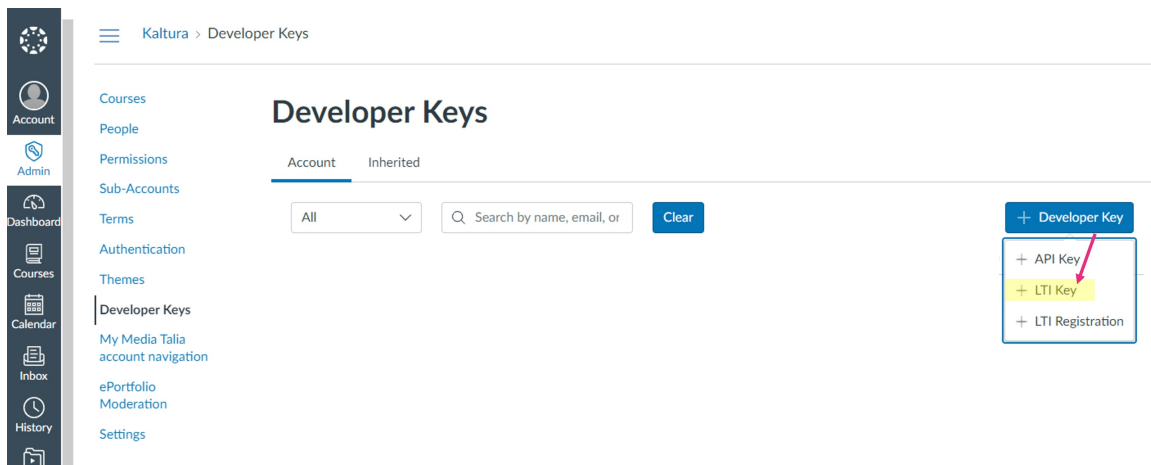 Kaltura > Developer Keys
Account
Admin
Dashboard
Courses
Calendar
Inbox
History
Courses
People
Permissions
Sub-Accounts
Terms
Authentication
Themes
Developer Keys
My Media Talia
account navigation
ePortfolio
Moderation
Settings
Developer Keys
Account Inherited
All Search by name, email, or Clear + Developer Key
+ API Key
+ LTI Key
+ LTI Registration